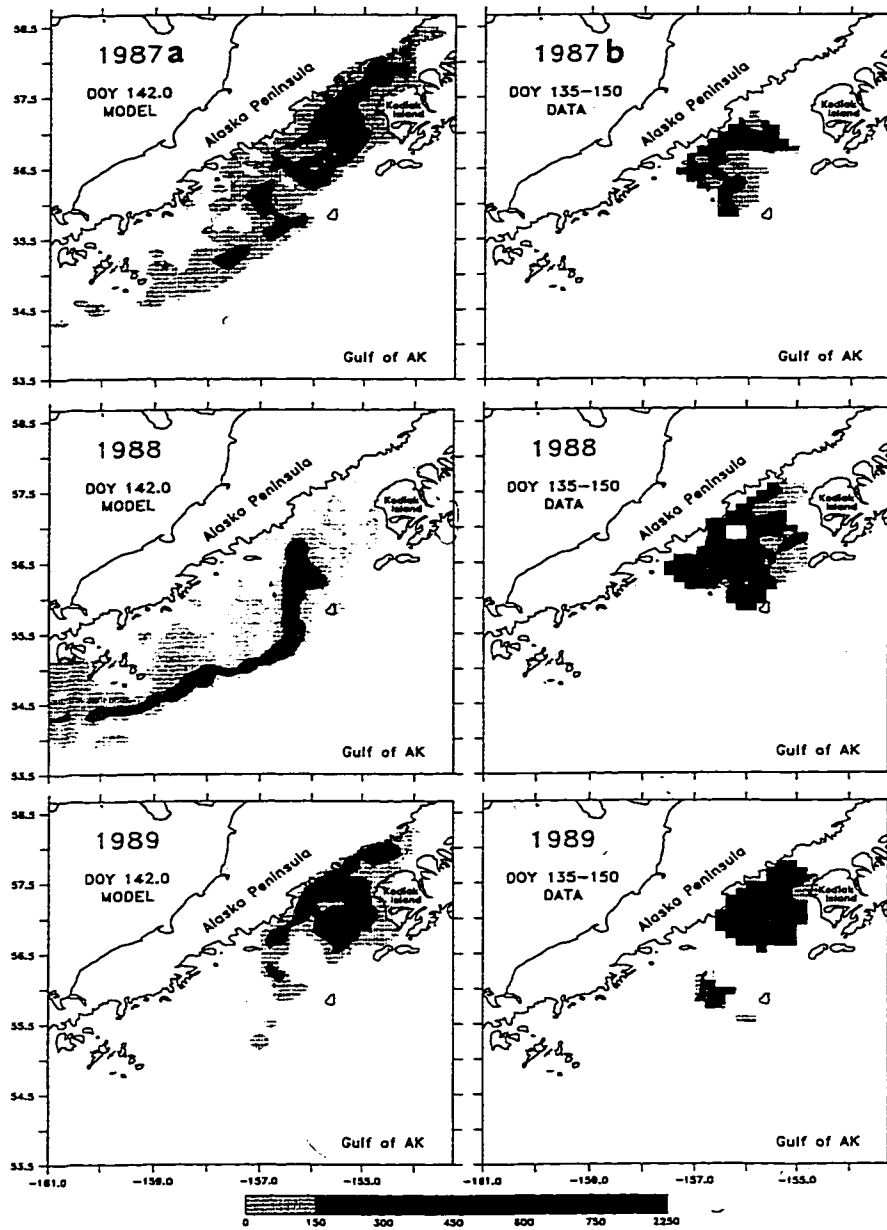 58.5
57.5
56.5
55.5
54.5
53.5
1987 a
DOY 142.0
MODEL
Alaska Peninsula
Kodiak
Island
Gulf of AK
1987 b
DOY 135-150
DATA
Alaska Peninsula
Kodiak
Island
Gulf of AK
58.5
57.5
56.5
55.5
54.5
53.5
1988
DOY 142.0
MODEL
Alaska Peninsula
Kodiak
Island
Gulf of AK
1988
DOY 135-150
DATA
Alaska Peninsula
Kodiak
Island
Gulf of AK
58.5
57.5
56.5
55.5
54.5
53.5
1989
DOY 142.0
MODEL
Alaska Peninsula
Kodiak
Island
Gulf of AK
1989
DOY 135-150
DATA
Alaska Peninsula
Kodiak
Island
Gulf of AK
-161.0 -159.0 -157.0 -155.0
-161.0 -159.0 -157.0 -155.0
0 150 300 450 600 750 2250